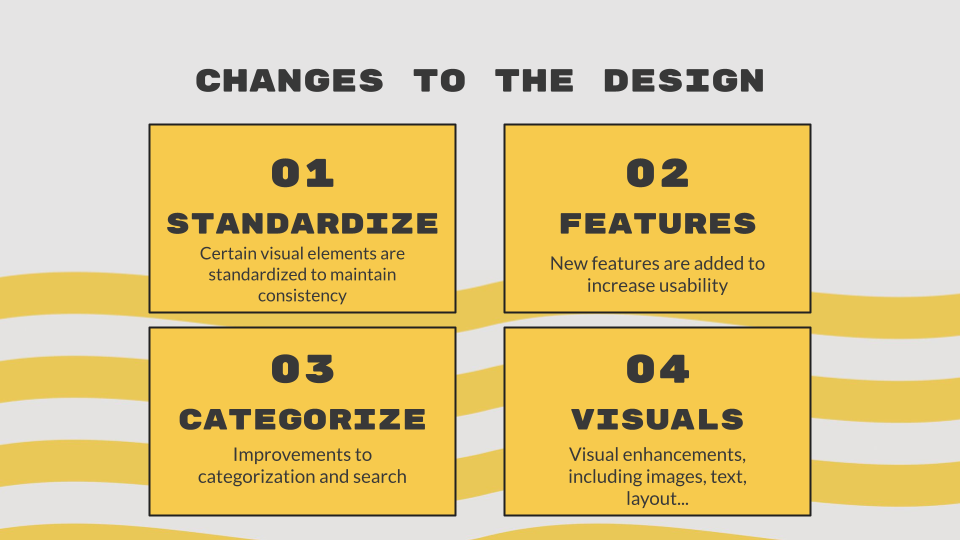 CHANGES TO THE DESIGN
01
STANDARDIZE
Certain visual elements are
standardized to maintain
consistency
02
FEATURES
New features are added to
increase usability
03
CATEGORIZE
Improvements to
categorization and search
04
VISUALS
Visual enhancements,
including images, text,
layout...